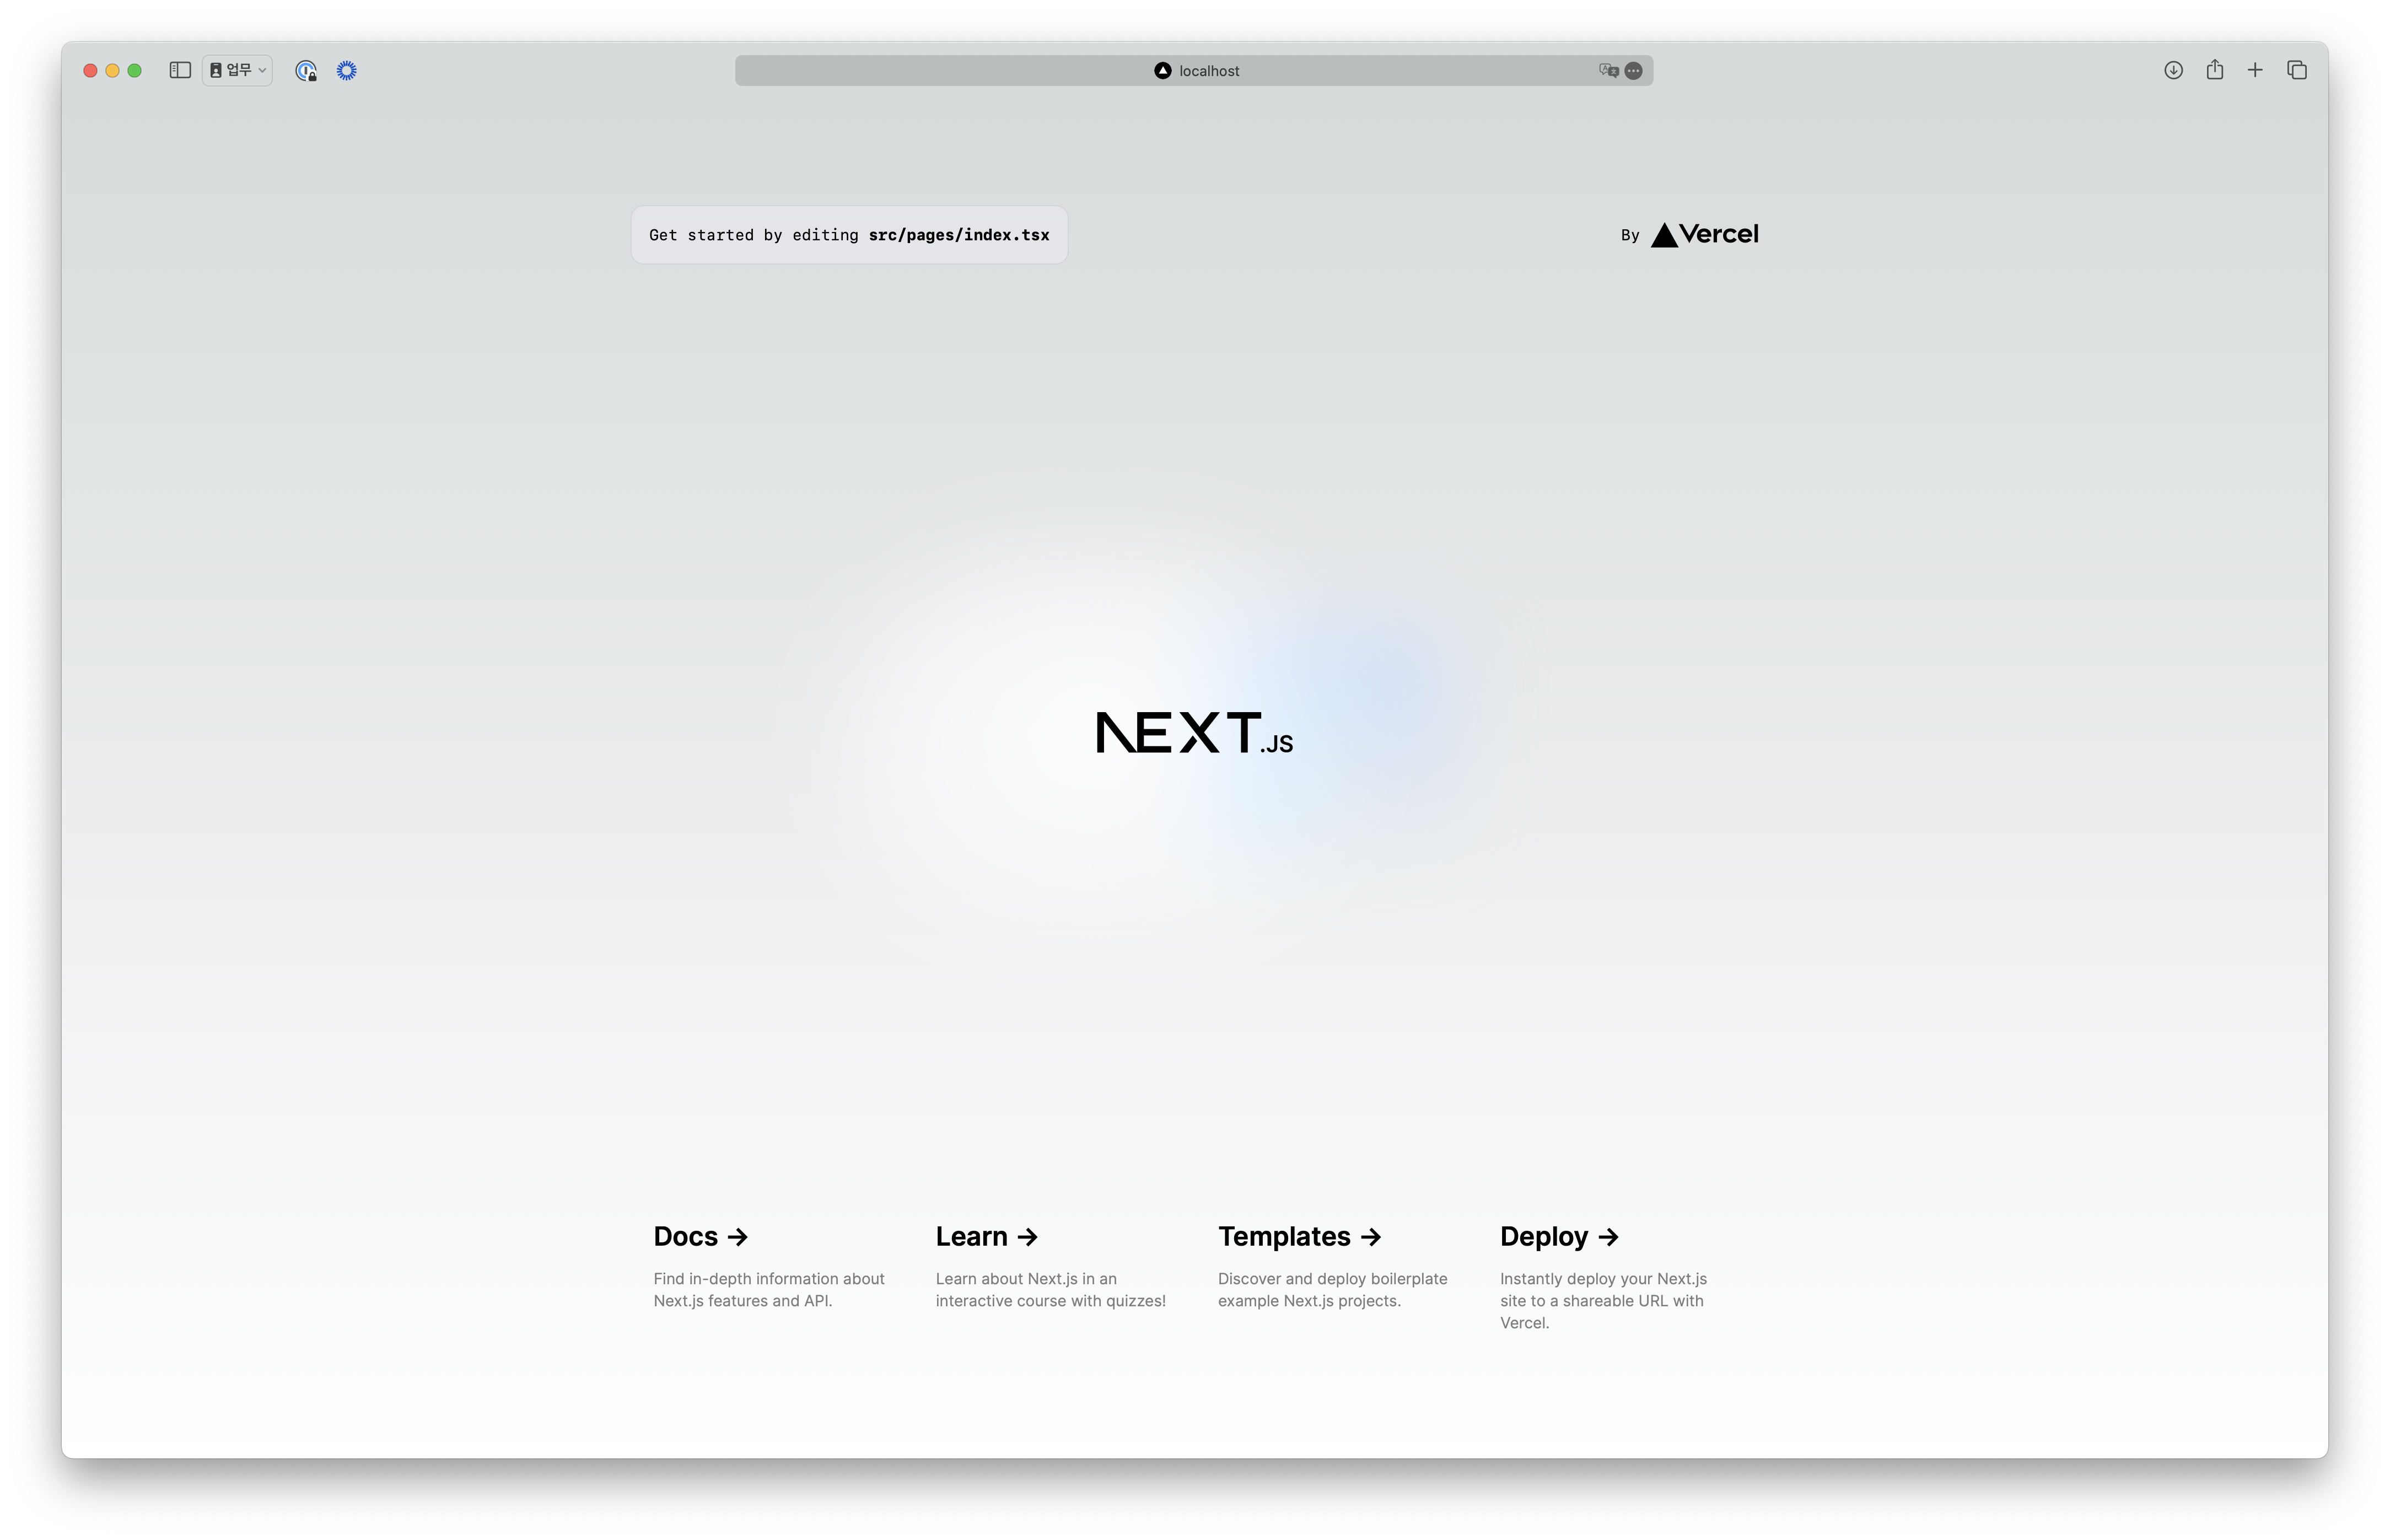 업무
localhost
Get started by editing src/pages/index.tsx
By Vercel
NEXT.JS
Docs →
Find in-depth information about
Next.js features and API.
Learn →
Learn about Next.js in an
interactive course with quizzes!
Templates →
Discover and deploy boilerplate
example Next.js projects.
Deploy →
Instantly deploy your Next.js
site to a shareable URL with
Vercel.